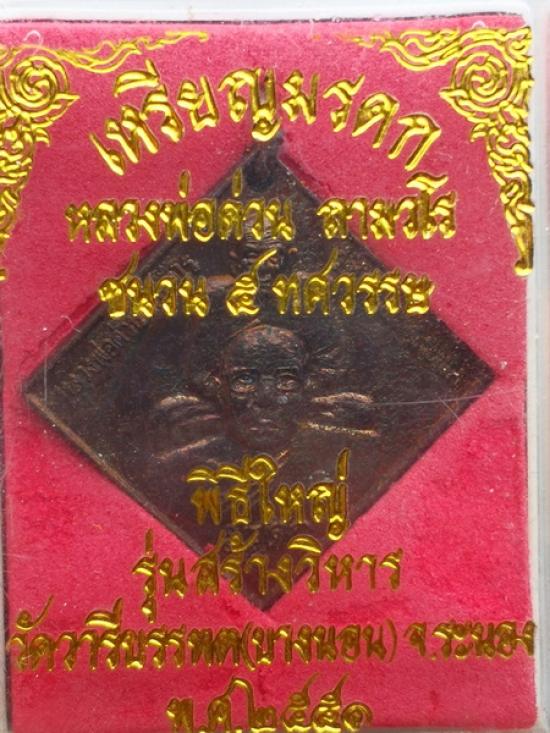 เหรียญมรดก
หลวงพ่อด่วน ถามวโร
ชนวน ๕ ทศวรรษ
พิธีใหญ่
รุ่นสร้างวิหาร
วัดวารีบรรพต(บางนอน) จ.ระนอง
พ.ศ.๒๕๕๑